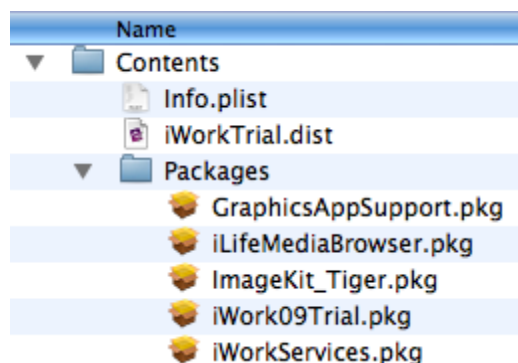 Name
Contents
Info.plist
iWorkTrial.dist
Packages
GraphicsAppSupport.pkg
iLifeMediaBrowser.pkg
ImageKit_Tiger.pkg
iWork09Trial.pkg
iWorkServices.pkg